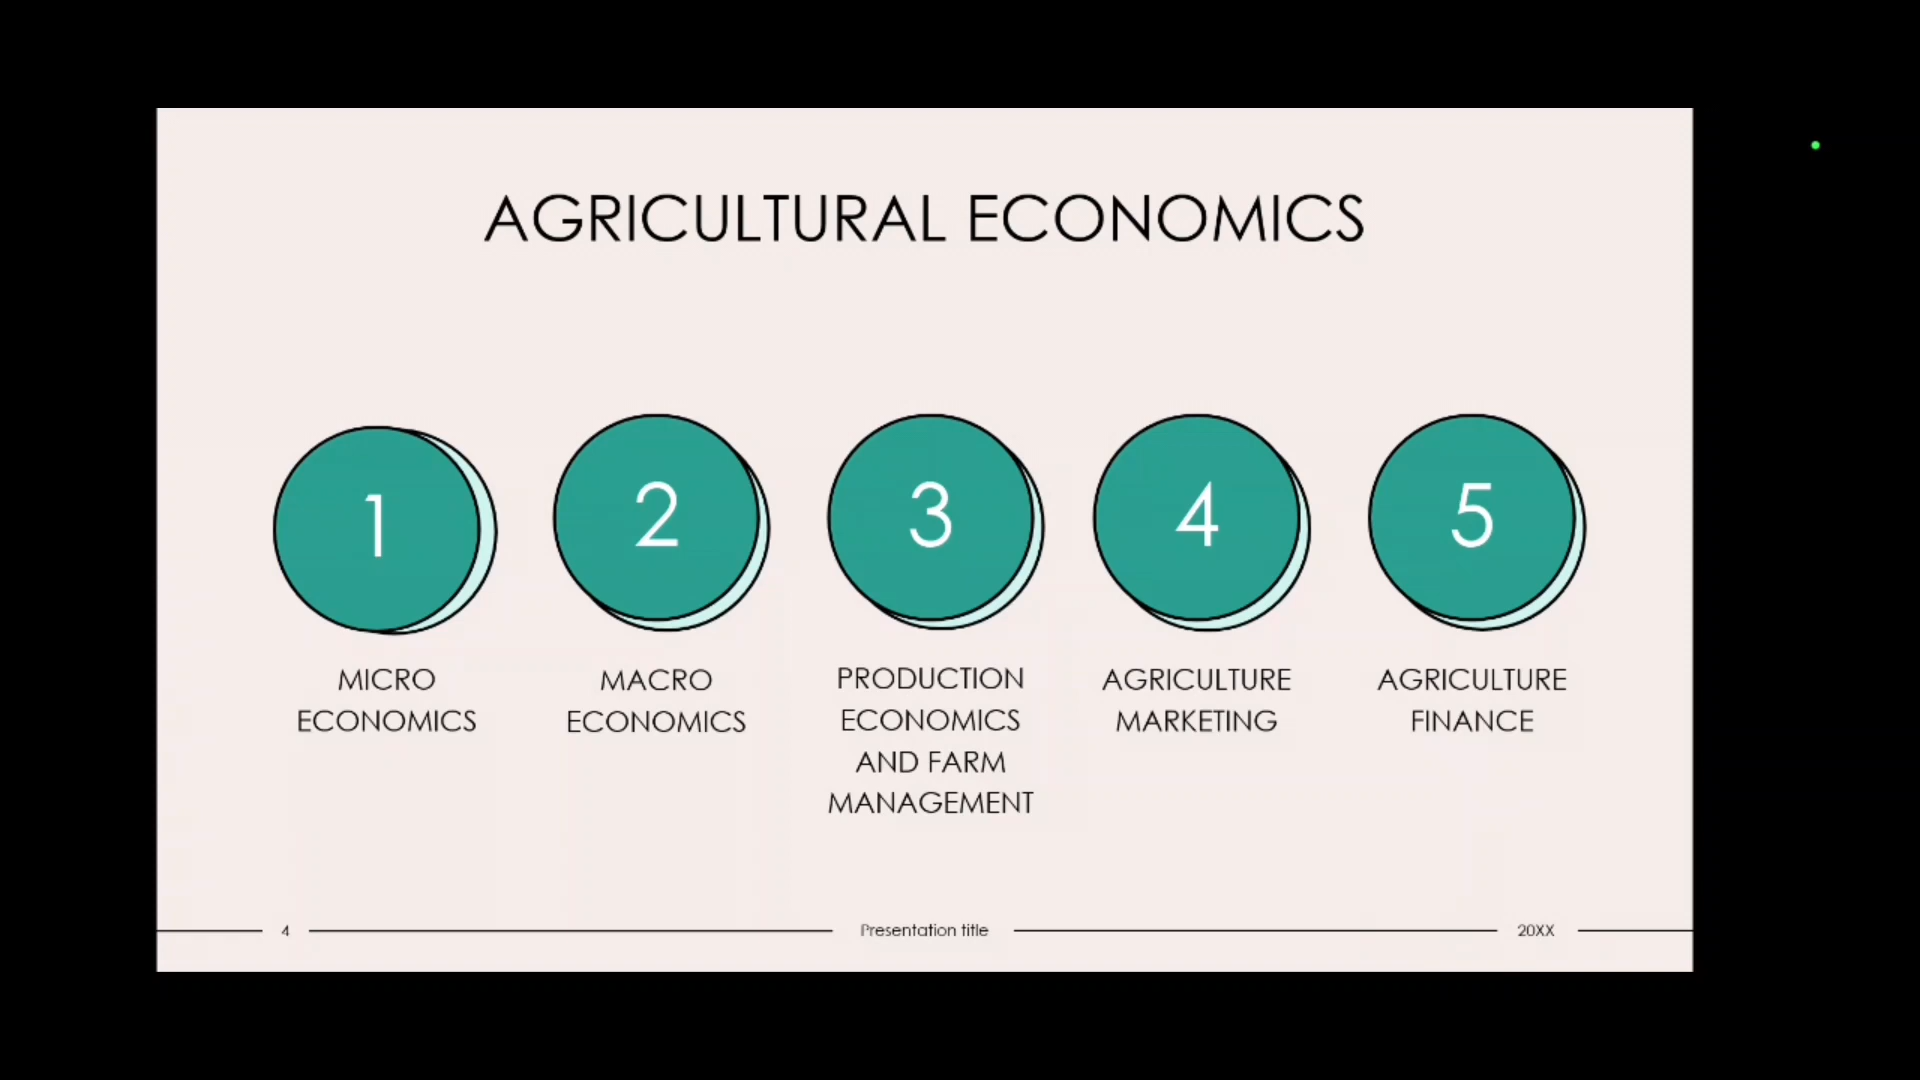 AGRICULTURAL ECONOMICS
1
2
3
4
5
MICRO
ECONOMICS
MACRO
ECONOMICS
PRODUCTION
ECONOMICS
AND FARM
MANAGEMENT
AGRICULTURE
MARKETING
AGRICULTURE
FINANCE
4
Presentation title
20XX